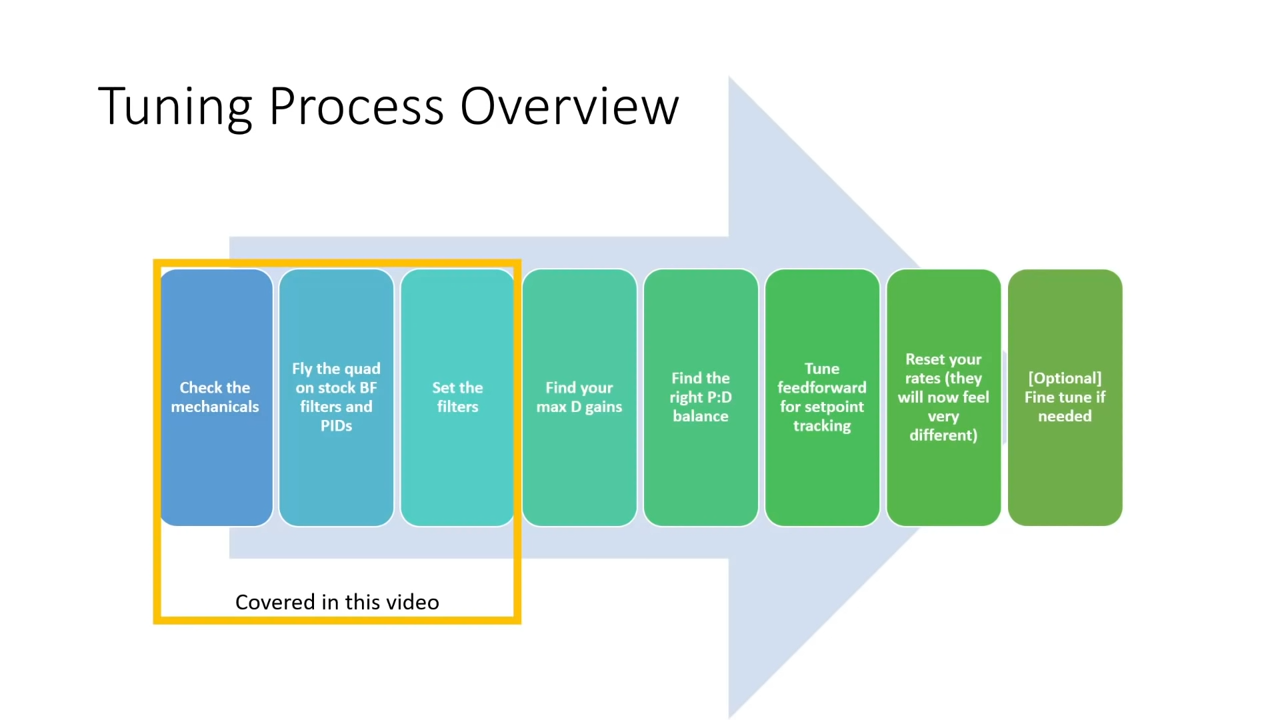 Tuning Process Overview
Check the
mechanicals
Fly the quad
on stock BF
filters and
PIDs
Set the
filters
Find your
max D gains
Find the
right P:D
balance
Tune
feedforward
for setpoint
tracking
Reset your
rates (they
will now feel
very
different)
[Optional]
Fine tune if
needed
Covered in this video